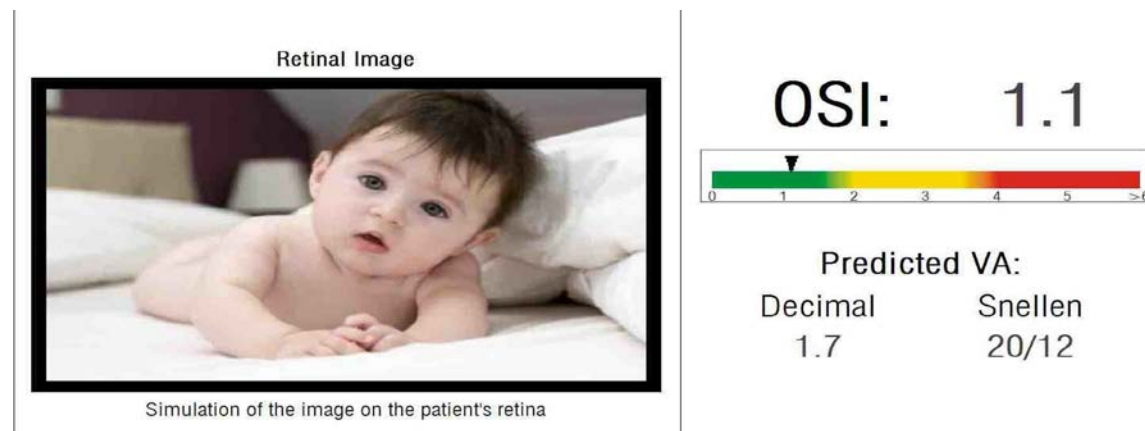 Retinal Image
Simulation of the image on the patient's retina
OSI: 1.1
0 1 2 3 4 5 >6
Predicted VA:
Decimal Snellen
1.7 20/12